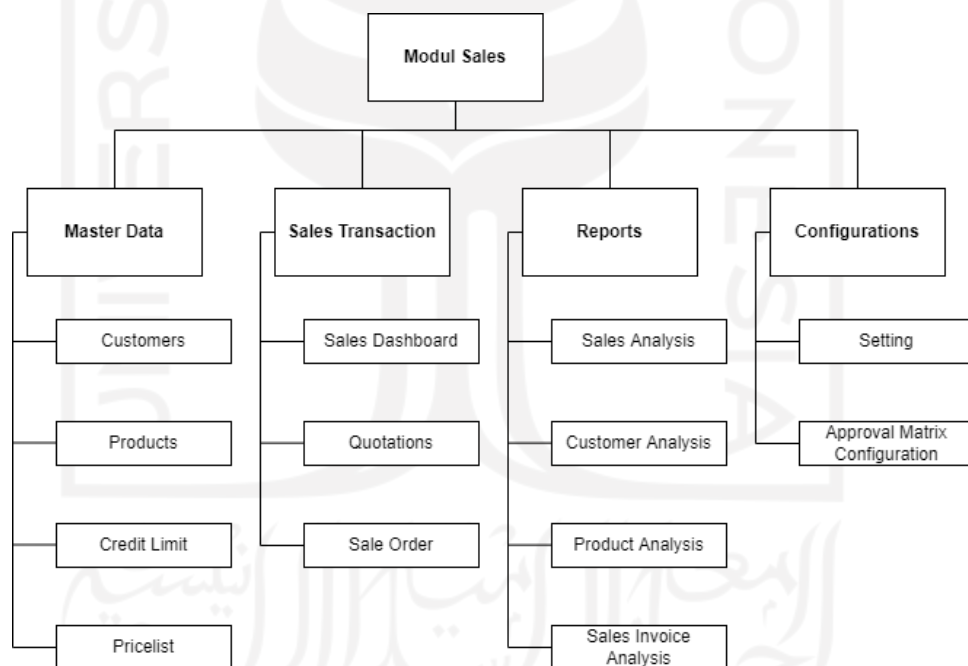 Modul Sales
Master Data
Sales Transaction
Reports
Configurations
Customers
Sales Dashboard
Sales Analysis
Setting
Products
Quotations
Customer Analysis
Approval Matrix
Configuration
Credit Limit
Sale Order
Product Analysis
Pricelist
Sales Invoice
Analysis